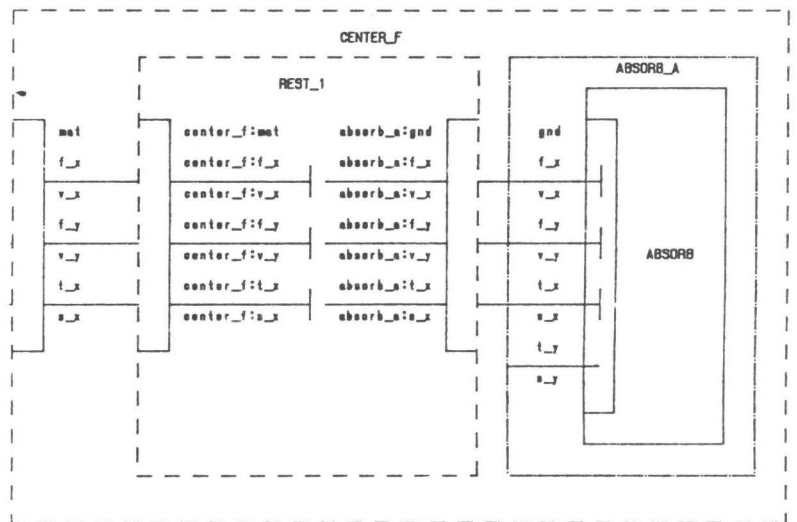 CENTER_F
REST_1
ABSORB_A
mat center_f:mat absorb_a:gnd gnd
f_x center_f:f_x absorb_a:f_x f_x
v_x center_f:v_x absorb_a:v_x v_x
f_y center_f:f_y absorb_a:f_y f_y
v_y center_f:v_y absorb_a:v_y v_y
ABSORB
t_x center_f:t_x absorb_a:t_x t_x
s_x center_f:s_x absorb_a:s_x s_x
t_y
s_y